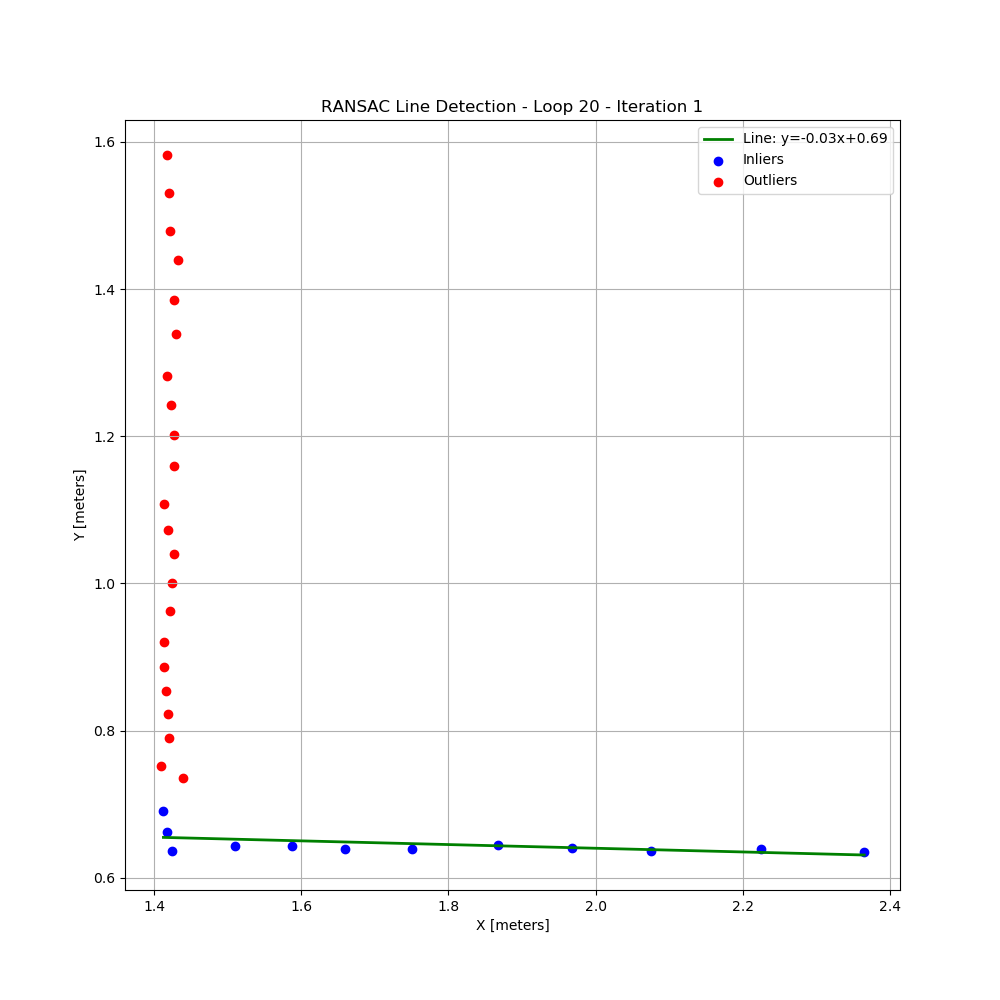 RANSAC Line Detection - Loop 20 - Iteration 1
Line: y=-0.03x+0.69
Inliers
Outliers
Y [meters]
1.6
1.4
1.2
1.0
0.8
0.6
1.4 1.6 1.8 2.0 2.2 2.4
X [meters]